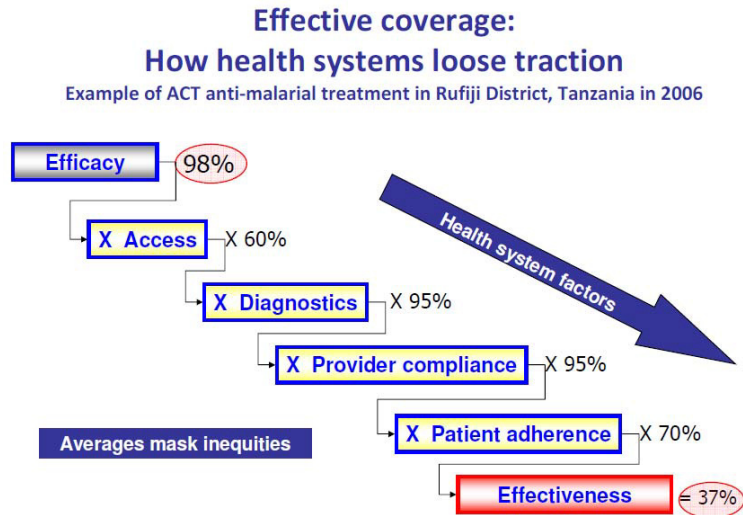 Effective coverage:
How health systems loose traction
Example of ACT anti-malarial treatment in Rufiji District, Tanzania in 2006
Efficacy 98%
X Access X 60%
X Diagnostics X 95%
Health system factors
X Provider compliance X 95%
X Patient adherence X 70%
Averages mask inequities
Effectiveness = 37%